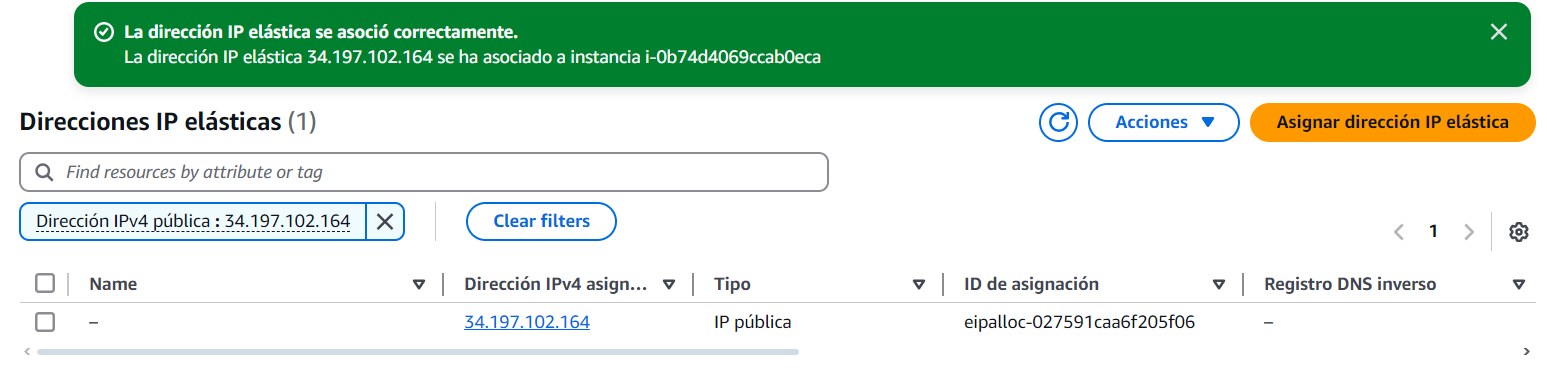 La dirección IP elástica se asoció correctamente.
La dirección IP elástica 34.197.102.164 se ha asociado a instancia i-0b74d4069ccab0eca
Direcciones IP elásticas (1)
Acciones
Asignar dirección IP elástica
Find resources by attribute or tag
Dirección IPv4 pública : 34.197.102.164
Clear filters
1
Name
Dirección IPv4 asign...
Tipo
ID de asignación
Registro DNS inverso
–
34.197.102.164
IP pública
eipalloc-027591caa6f205f06
–